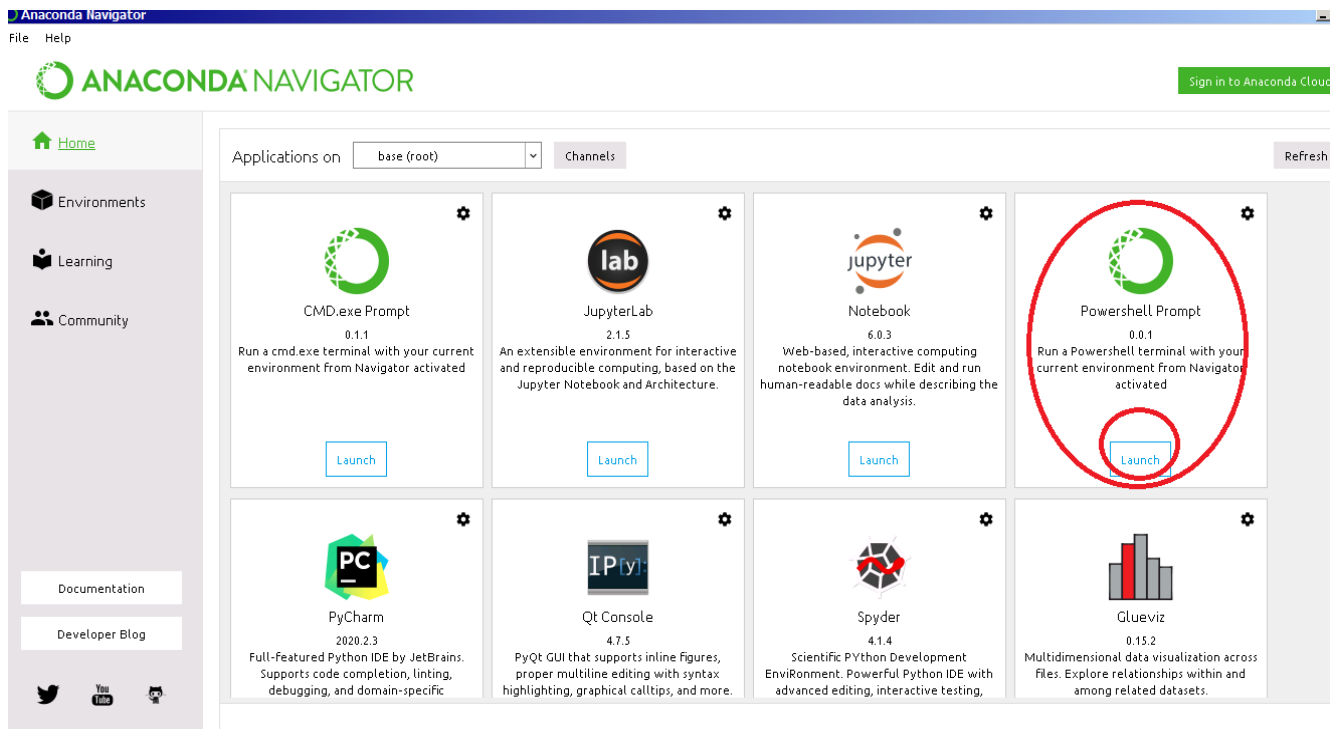 Anaconda Navigator
File Help
ANACONDA NAVIGATOR
Sign in to Anaconda Cloud
Home
Environments
Learning
Community
Documentation
Developer Blog
You
Tube
Applications on base (root) Channels
Refresh
CMD.exe Prompt
0.1.1
Run a cmd.exe terminal with your current
environment from Navigator activated
Launch
lab
JupyterLab
2.1.5
An extensible environment for interactive
and reproducible computing, based on the
Jupyter Notebook and Architecture.
Launch
jupyter
Notebook
6.0.3
Web-based, interactive computing
notebook environment. Edit and run
human-readable docs while describing the
data analysis.
Launch
Powershell Prompt
0.0.1
Run a Powershell terminal with your
current environment from Navigator
activated
Launch
PC
PyCharm
2020.2.3
Full-featured Python IDE by JetBrains.
Supports code completion, linting,
debugging, and domain-specific
IP[y]:
Qt Console
4.7.5
PyQt GUI that supports inline figures,
proper multiline editing with syntax
highlighting, graphical calltips, and more.
Spyder
4.1.4
Scientific PYthon Development
EnviRonment. Powerful Python IDE with
advanced editing, interactive testing,
Glueviz
0.15.2
Multidimensional data visualization across
files. Explore relationships within and
among related datasets.